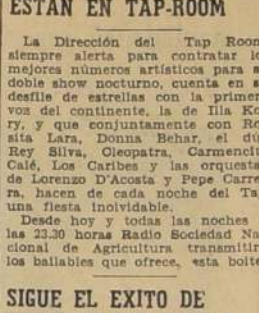 ESTAN EN TAP-ROOM
La Dirección del Tap Room
siempre alerta para contratar lo
mejores números artísticos para s
doble show nocturno, cuenta en s
desfile de estrellas con la primer
voz del continente, la de Illa Ko
ry, y que conjuntamente con Ro
sita Lara, Donna Behar, el dú
Rey Silva, Cleopatra, Carmencit
Calé, Los Caribes y las orquesta
de Lorenzo D'Acosta y Pepe Carre
ra, hacen de cada noche del Ta
una fiesta inolvidable.
Desde hoy y todas las noches
las 23.30 horas Radio Sociedad Na
cional de Agricultura transmitir
los bailables que ofrece, esta boite
SIGUE EL EXITO DE